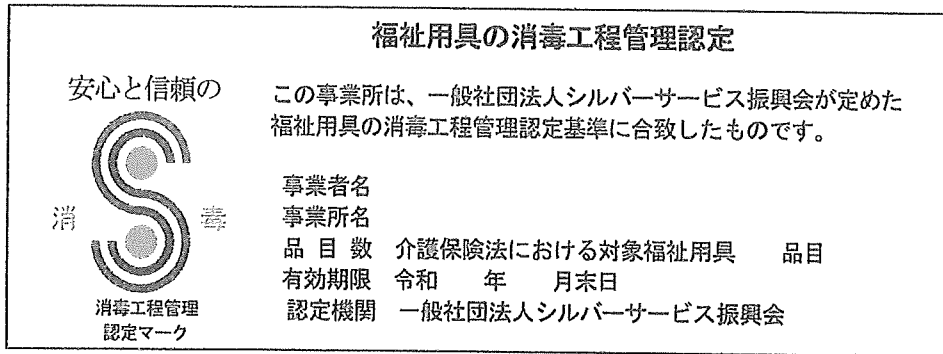 福祉用具の消毒工程管理認定
安心と信頼の
消 毒
消毒工程管理
認定マーク
この事業所は、一般社団法人シルバーサービス振興会が定めた
福祉用具の消毒工程管理認定基準に合致したものです。
事業者名
事業所名
品 目 数 介護保険法における対象福祉用具 品目
有効期限 令和 年 月末日
認定機関 一般社団法人シルバーサービス振興会